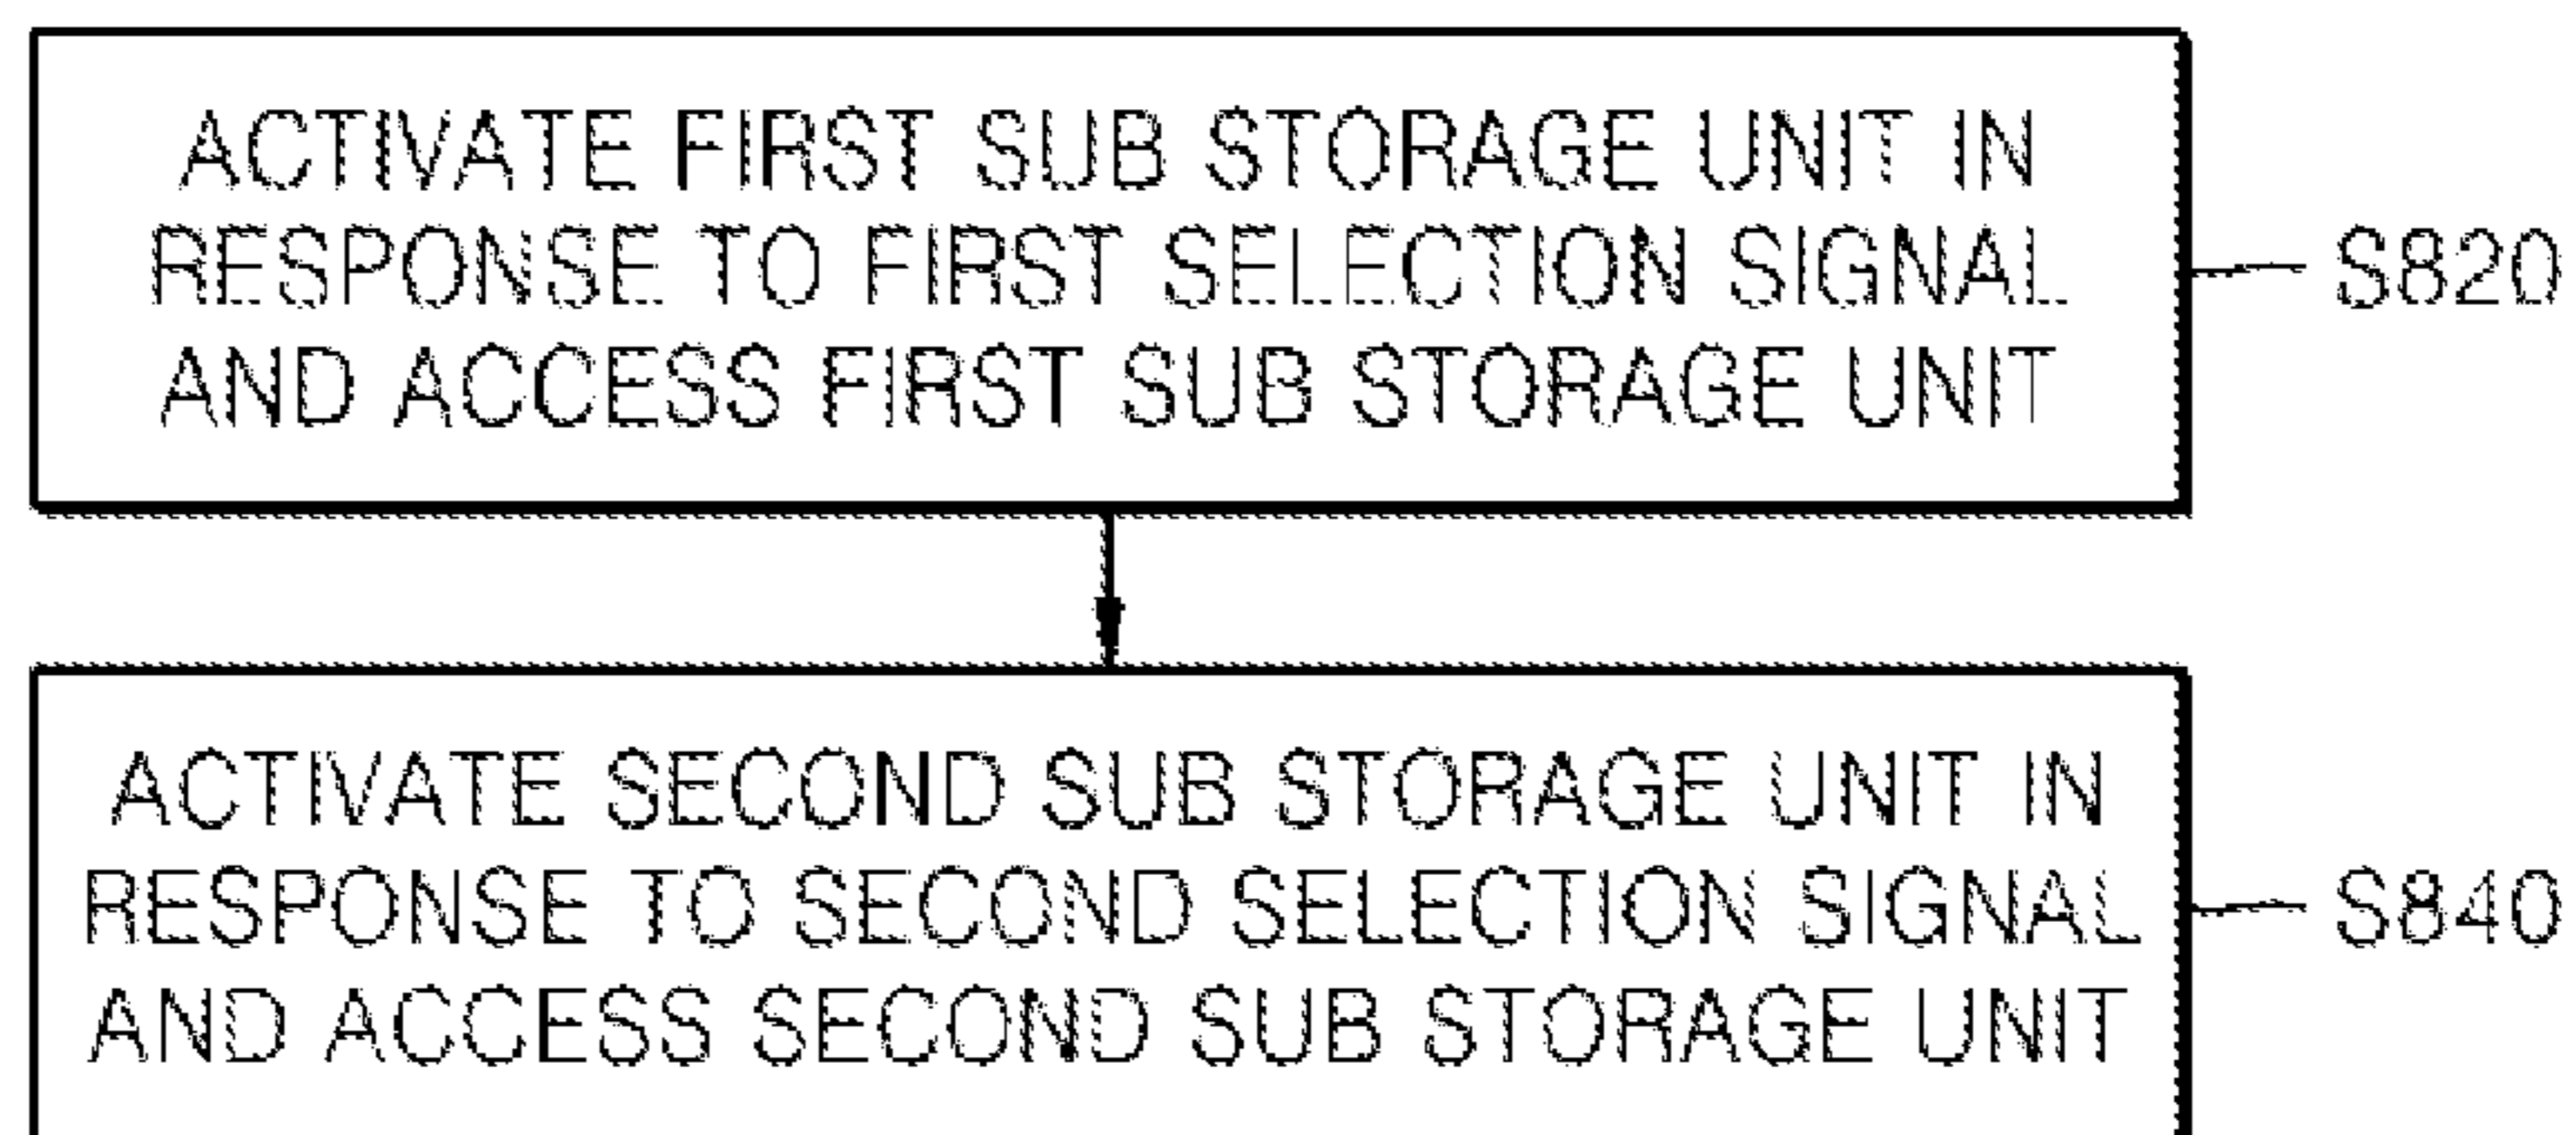 ACTIVATE FIRST SUB STORAGE UNIT IN
RESPONSE TO FIRST SELECTION SIGNAL
AND ACCESS FIRST SUB STORAGE UNIT
S820
ACTIVATE SECOND SUB STORAGE UNIT IN
RESPONSE TO SECOND SELECTION SIGNAL
AND ACCESS SECOND SUB STORAGE UNIT
S840